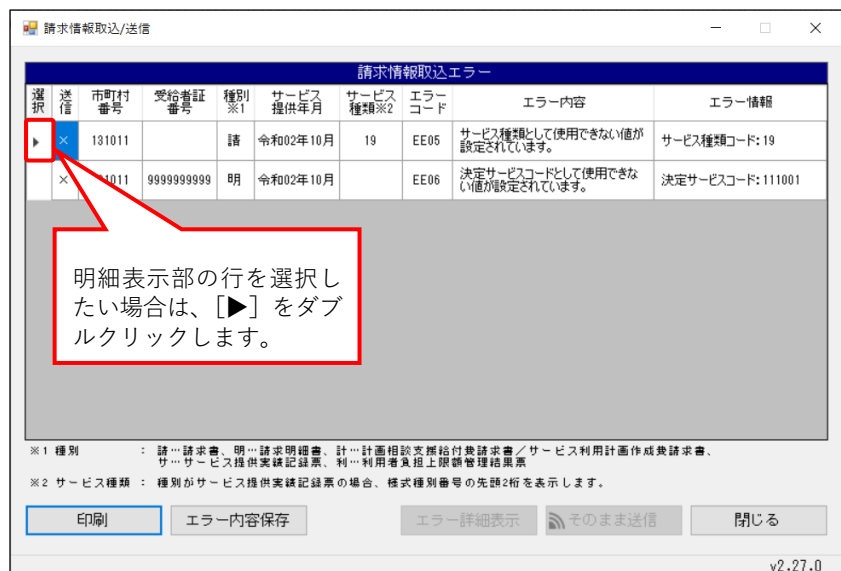 請求情報取込/送信
請求情報取込エラー
選択 送信 市町村番号 受給者証番号 種別※1 サービス提供年月 サービス種類※2 エラーコード エラー内容 エラー情報
▶ × 131011 請 令和02年10月 19 EE05 サービス種類として使用できない値が設定されています。 サービス種類コード:19
× 1011 9999999999 明 令和02年10月 EE06 決定サービスコードとして使用できない値が設定されています。 決定サービスコード:111001
明細表示部の行を選択し
たい場合は、[▶]をダブ
ルクリックします。
※1 種別 : 請…請求書、明…請求明細書、計…計画相談支援給付費請求書/サービス利用計画作成費請求書、
サ…サービス提供実績記録票、利…利用者負担上限額管理結果票
※2 サービス種類 : 種別がサービス提供実績記録票の場合、様式種別番号の先頭2桁を表示します。
印刷 エラー内容保存 エラー詳細表示 そのまま送信 閉じる
v2.27.0